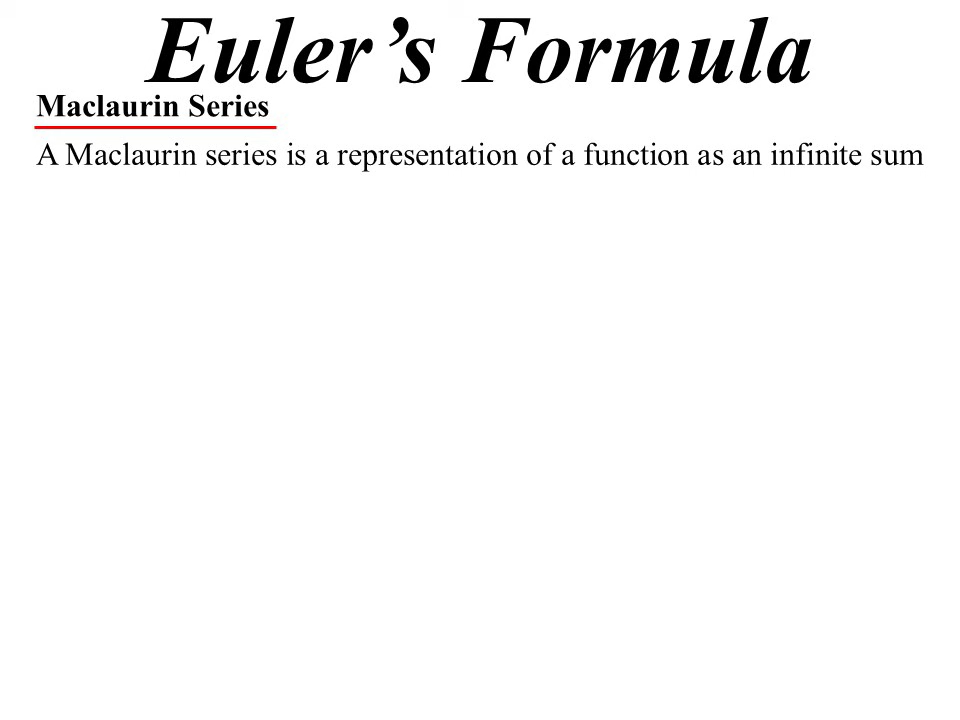 Euler’s Formula
Maclaurin Series
A Maclaurin series is a representation of a function as an infinite sum